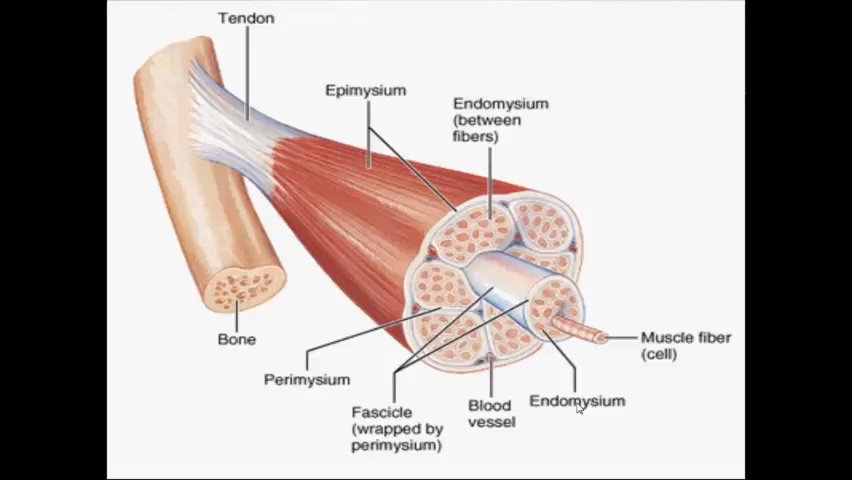 Tendon
Epimysium
Endomysium
(between
fibers)
Bone
Muscle fiber
(cell)
Perimysium
Endomysium
Blood
vessel
Fascicle
(wrapped by
perimysium)